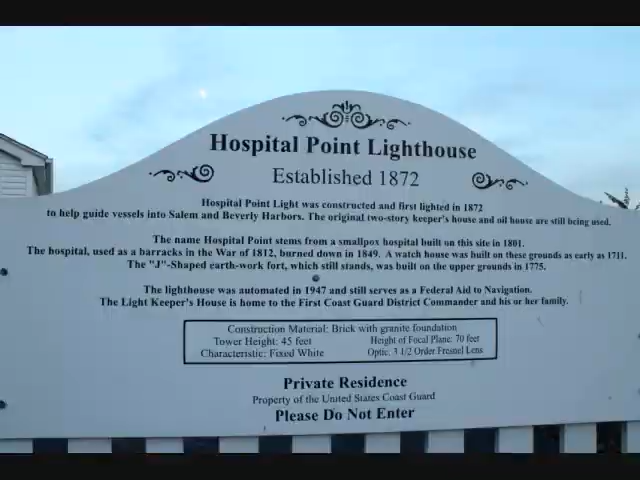 Hospital Point Lighthouse
Established 1872
Hospital Point Light was constructed and first lighted in 1872
to help guide vessels into Salem and Beverly Harbors. The original two-story keeper's house and oil house are still being used.
The name Hospital Point stems from a smallpox hospital built on this site in 1801.
The hospital, used as a barracks in the War of 1812, burned down in 1849. A watch house was built on these grounds as early as 1711.
The "J"-Shaped earth-work fort, which still stands, was built on the upper grounds in 1775.
The lighthouse was automated in 1947 and still serves as a Federal Aid to Navigation.
The Light Keeper's House is home to the First Coast Guard District Commander and his or her family.
Construction Material: Brick with granite foundation
Tower Height: 45 feet Height of Focal Plane: 70 feet
Characteristic: Fixed White Optic: 3 1/2 Order Fresnel Lens
Private Residence
Property of the United States Coast Guard
Please Do Not Enter